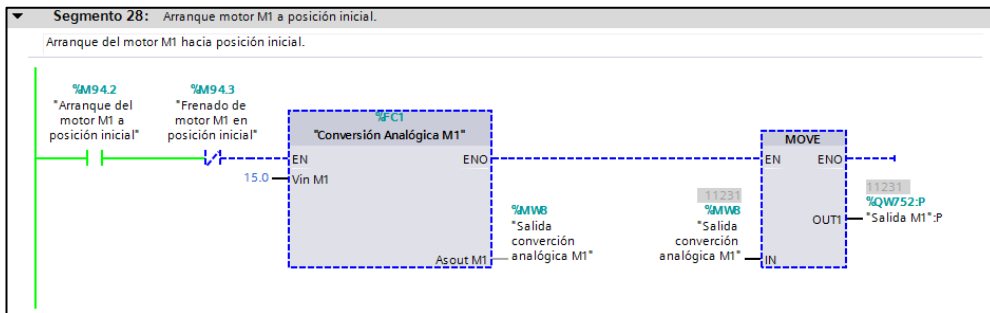 Segmento 28: Arranque motor M1 a posición inicial.
Arranque del motor M1 hacia posición inicial.
%M94.2
"Arranque del
motor M1 a
posición inicial"
%M94.3
"Frenado de
motor M1 en
posición inicial"
%FC1
"Conversión Analógica M1"
EN
ENO
15.0
Vin M1
%MW8
"Salida
converción
analógica M1"
Asout M1
MOVE
EN
ENO
11231
%MW8
"Salida
converción
analógica M1"
IN
11231
%QW752:P
"Salida M1":P
OUT1